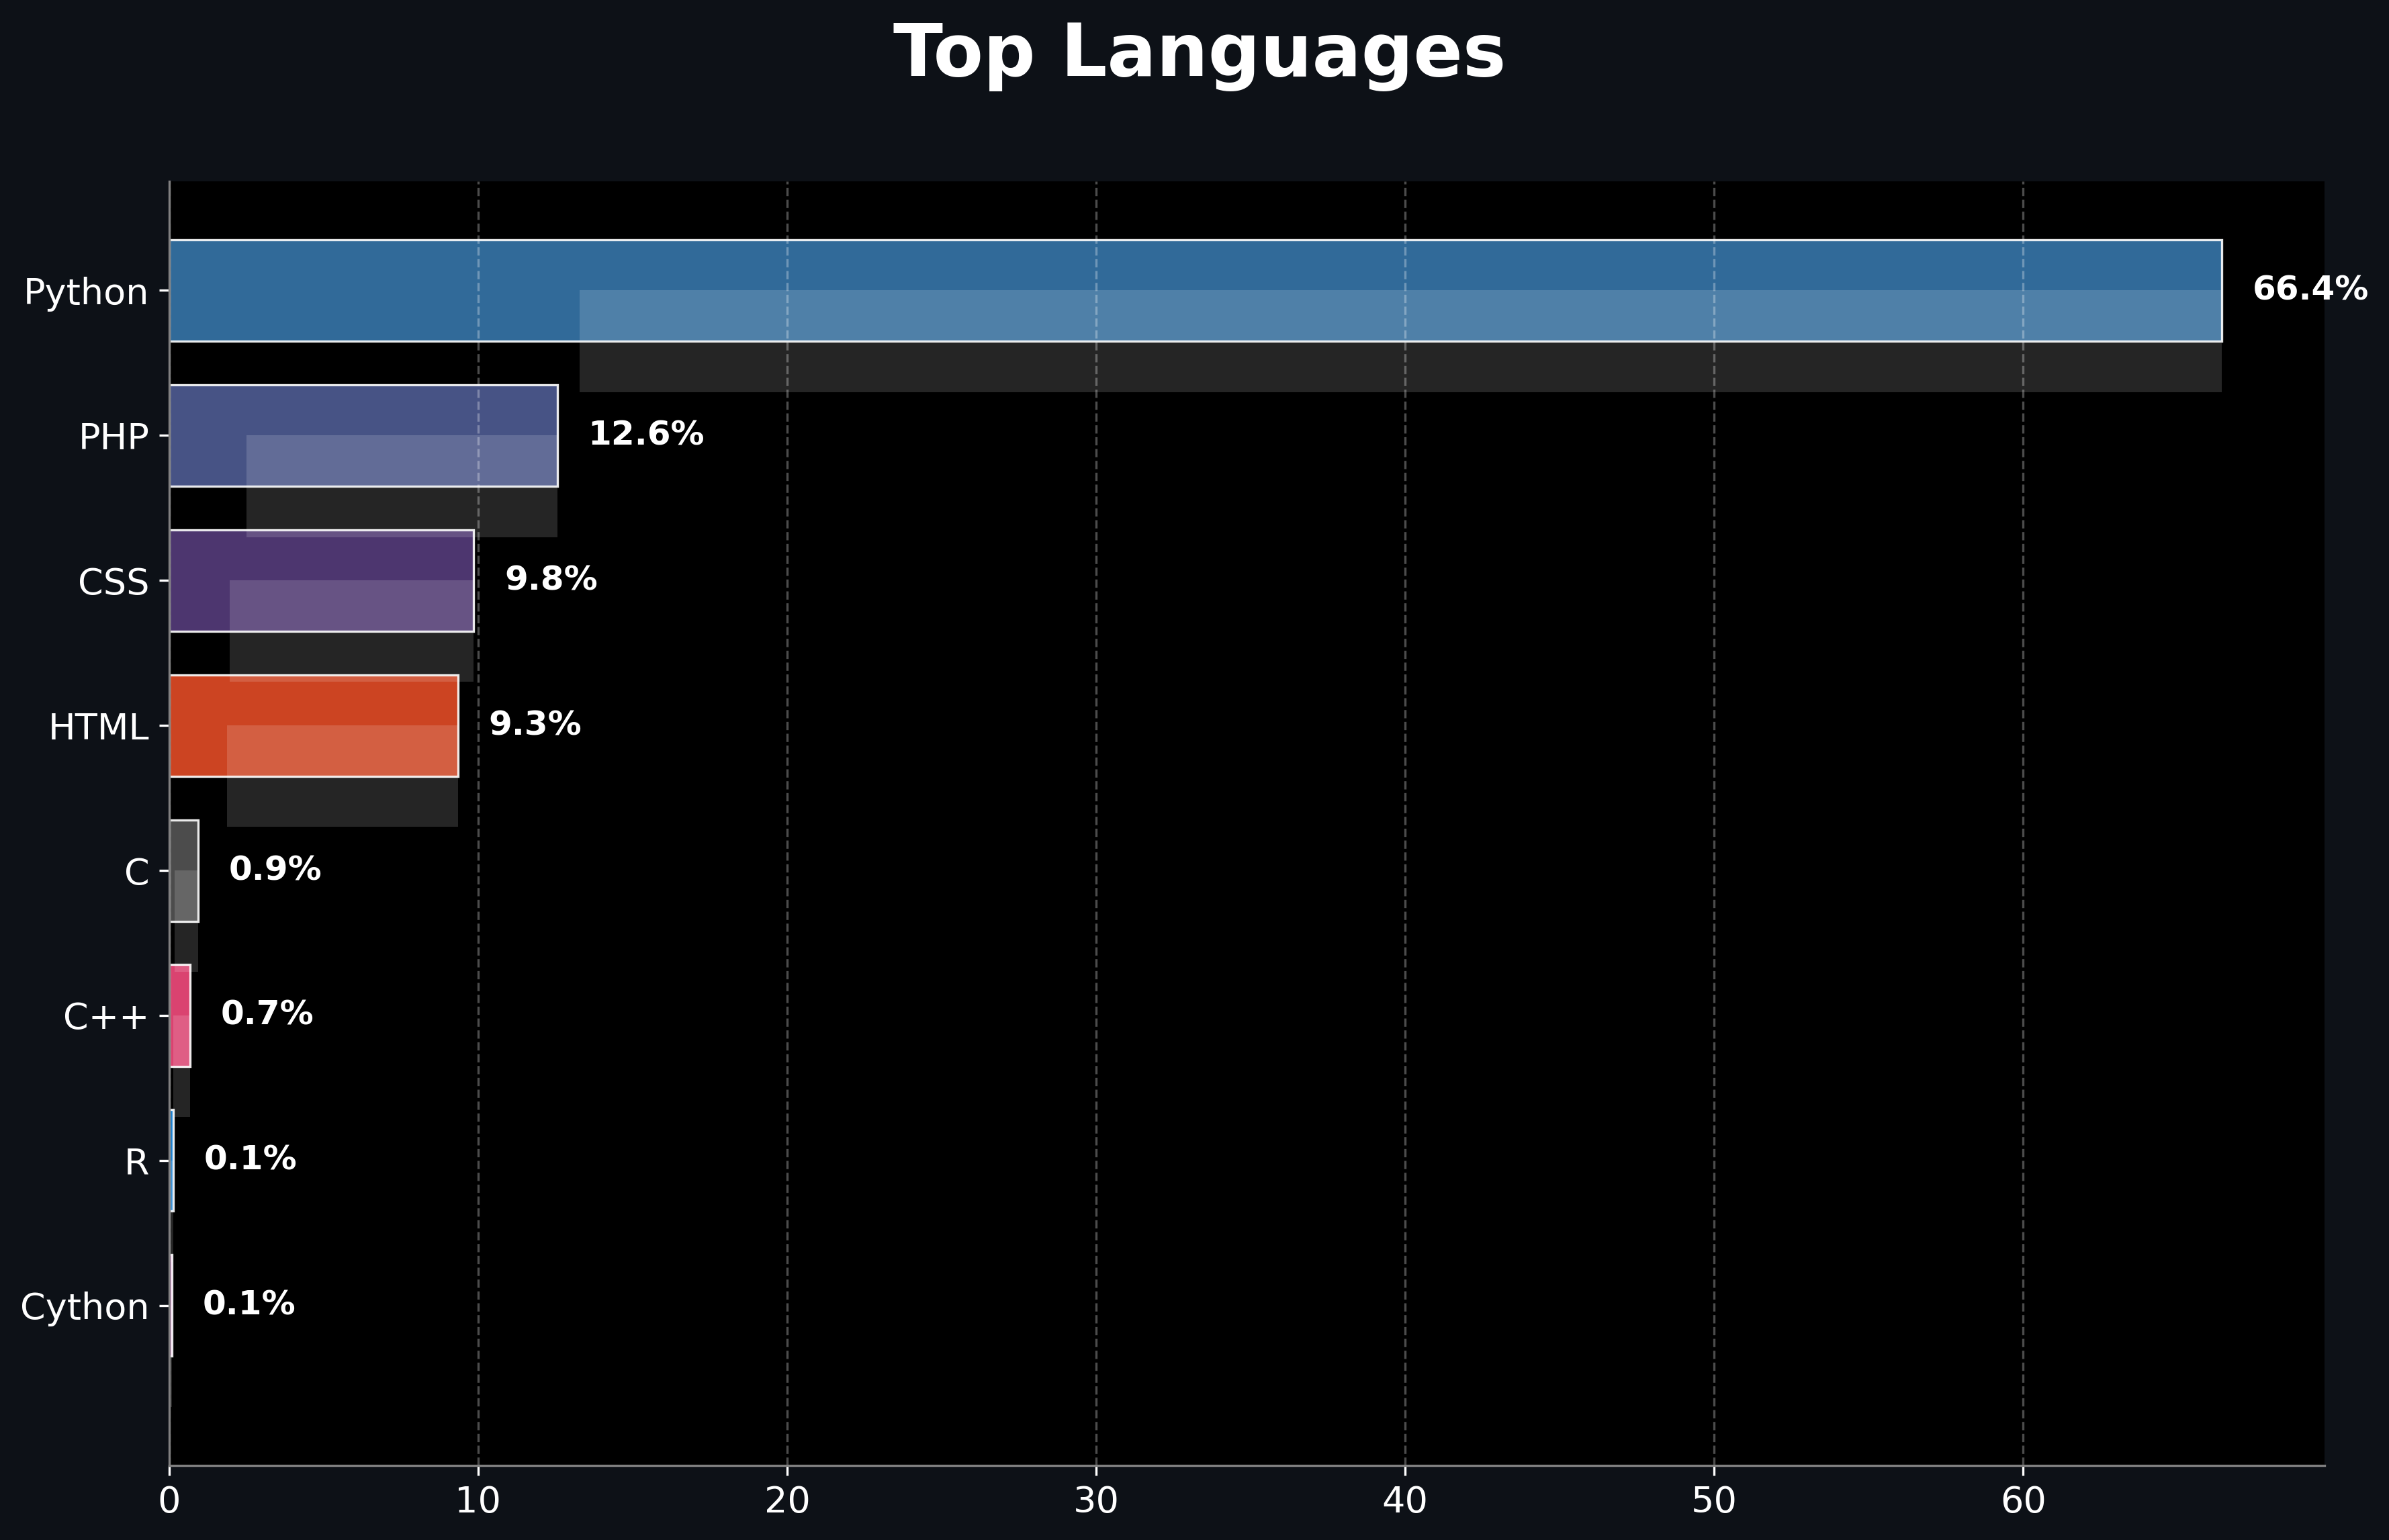 Top Languages
Python 66.4%
PHP 12.6%
CSS 9.8%
HTML 9.3%
C 0.9%
C++ 0.7%
R 0.1%
Cython 0.1%
0 10 20 30 40 50 60